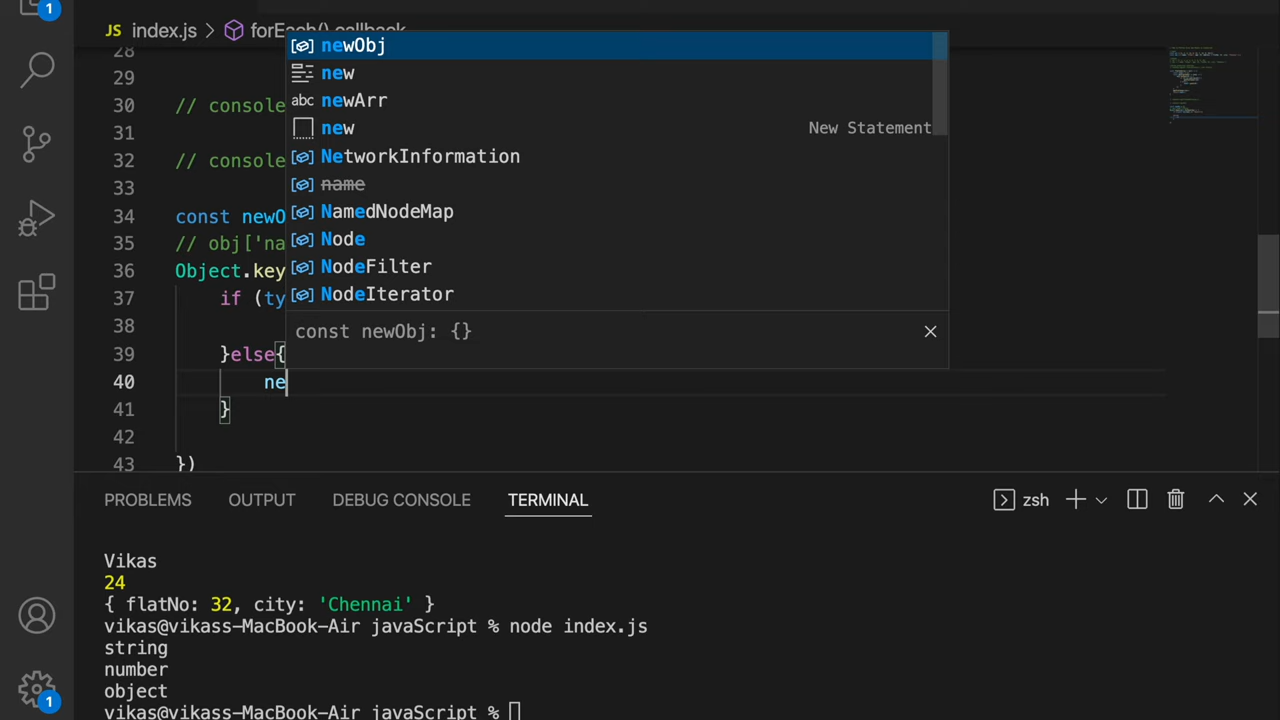 1
JS index.js > forEach() callback
28
29
30 // console
31
32 // console
33
34 const newO
35 // obj['na
36 Object.key
37 if (ty
38
39 }else{
40 ne
41 }
42
43 })
newObj
new
newArr
new New Statement
NetworkInformation
name
NamedNodeMap
Node
NodeFilter
NodeIterator
const newObj: {}
PROBLEMS OUTPUT DEBUG CONSOLE TERMINAL zsh
Vikas
24
{ flatNo: 32, city: 'Chennai' }
vikas@vikass-MacBook-Air javaScript % node index.js
string
number
object
vikas@vikass-MacBook-Air javaScript %
1